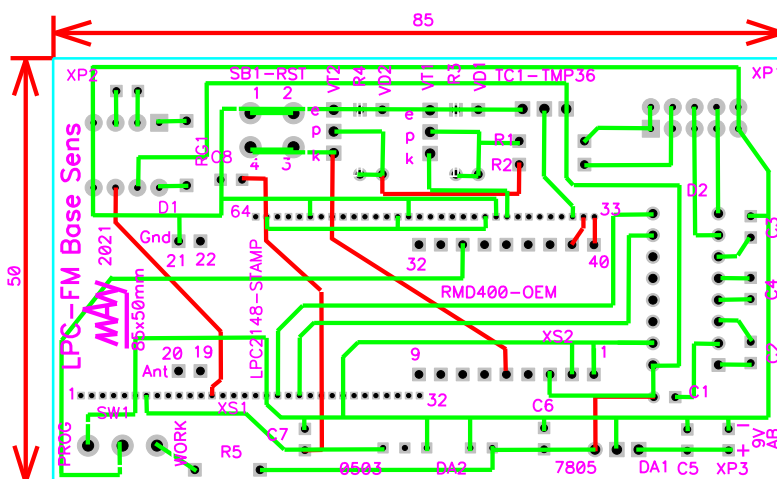 85
XP2
SB1-RST
1 2
4 3
VT2
R4
VD2
VT1
R3
VD1
TC1-TMP36
XP1
e
p
k
e
p
k
R1
R2
RG1
D1
64
33
D2
C3
C4
C2
LPC-FM Base Sens
2021
Gnd
21 22
32
40
50
85x50mm
LPC2148-STAMP
RMD400-OEM
XS2
20 19
Ant
9
1
1
XS1
32
C1
SW1
PROG
WORK
R5
C7
0503
DA2
C6
7805
DA1
C5
XP3
9V
+